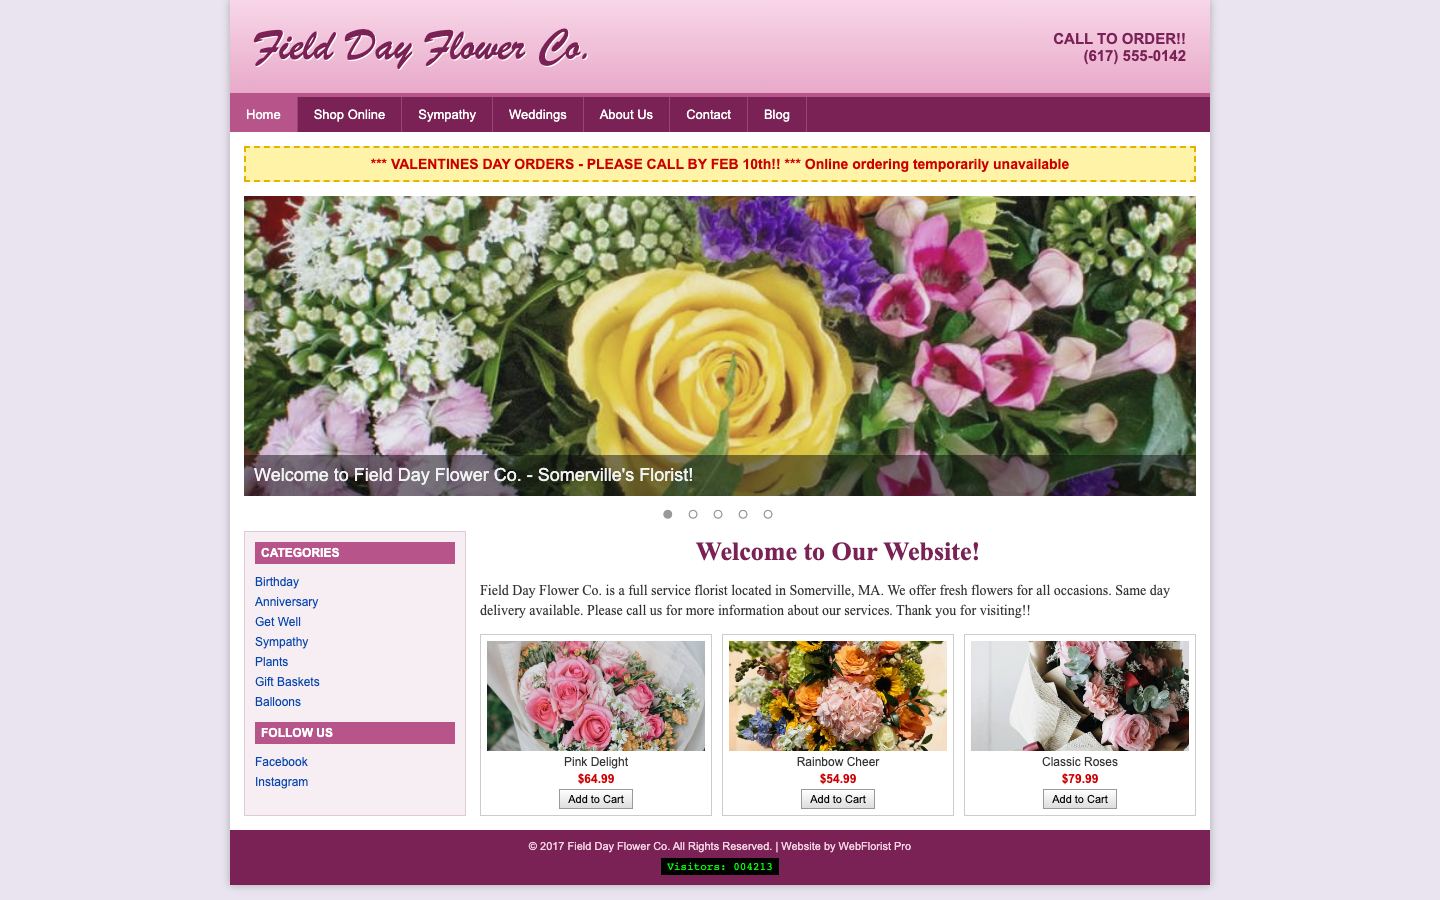 Field Day Flower Co.
CALL TO ORDER!!
(617) 555-0142
Home
Shop Online
Sympathy
Weddings
About Us
Contact
Blog
*** VALENTINES DAY ORDERS - PLEASE CALL BY FEB 10th!! *** Online ordering temporarily unavailable
Welcome to Field Day Flower Co. - Somerville's Florist!
CATEGORIES
Birthday
Anniversary
Get Well
Sympathy
Plants
Gift Baskets
Balloons
FOLLOW US
Facebook
Instagram
Welcome to Our Website!
Field Day Flower Co. is a full service florist located in Somerville, MA. We offer fresh flowers for all occasions. Same day
delivery available. Please call us for more information about our services. Thank you for visiting!!
Pink Delight
$64.99
Add to Cart
Rainbow Cheer
$54.99
Add to Cart
Classic Roses
$79.99
Add to Cart
© 2017 Field Day Flower Co. All Rights Reserved. | Website by WebFlorist Pro
Visitors: 004213